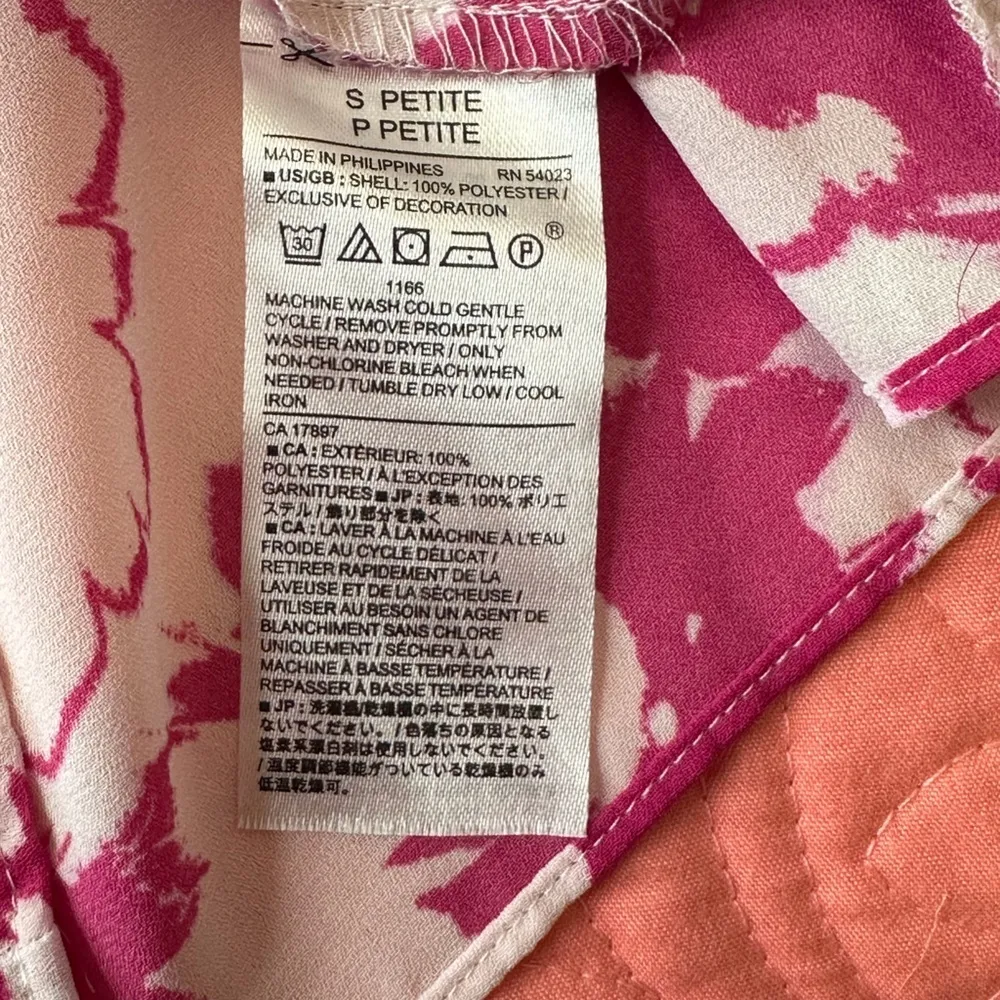 S PETITE
P PETITE
MADE IN PHILIPPINES RN 54023
■ US/GB : SHELL: 100% POLYESTER /
EXCLUSIVE OF DECORATION
30 P ®
1166
MACHINE WASH COLD GENTLE
CYCLE / REMOVE PROMPTLY FROM
WASHER AND DRYER / ONLY
NON-CHLORINE BLEACH WHEN
NEEDED / TUMBLE DRY LOW / COOL
IRON
CA 17897
■ CA : EXTÉRIEUR: 100%
POLYESTER / À L'EXCEPTION DES
GARNITURES ■ JP : 表地: 100% ポリエ
ステル / 飾り部分を除く
■ CA : LAVER À LA MACHINE À L'EAU
FROIDE AU CYCLE DÉLICAT /
RETIRER RAPIDEMENT DE LA
LAVEUSE ET DE LA SÉCHEUSE /
UTILISER AU BESOIN UN AGENT DE
BLANCHIMENT SANS CHLORE
UNIQUEMENT / SÉCHER À LA
MACHINE À BASSE TEMPÉRATURE /
REPASSER À BASSE TEMPÉRATURE
■ JP : 洗濯機/乾燥機の中に長時間放置し
ないでください。/ 色落ちの原因となる
塩素系漂白剤は使用しないでください。
/ 温度調節機能がついている乾燥機のみ
低温乾燥可。